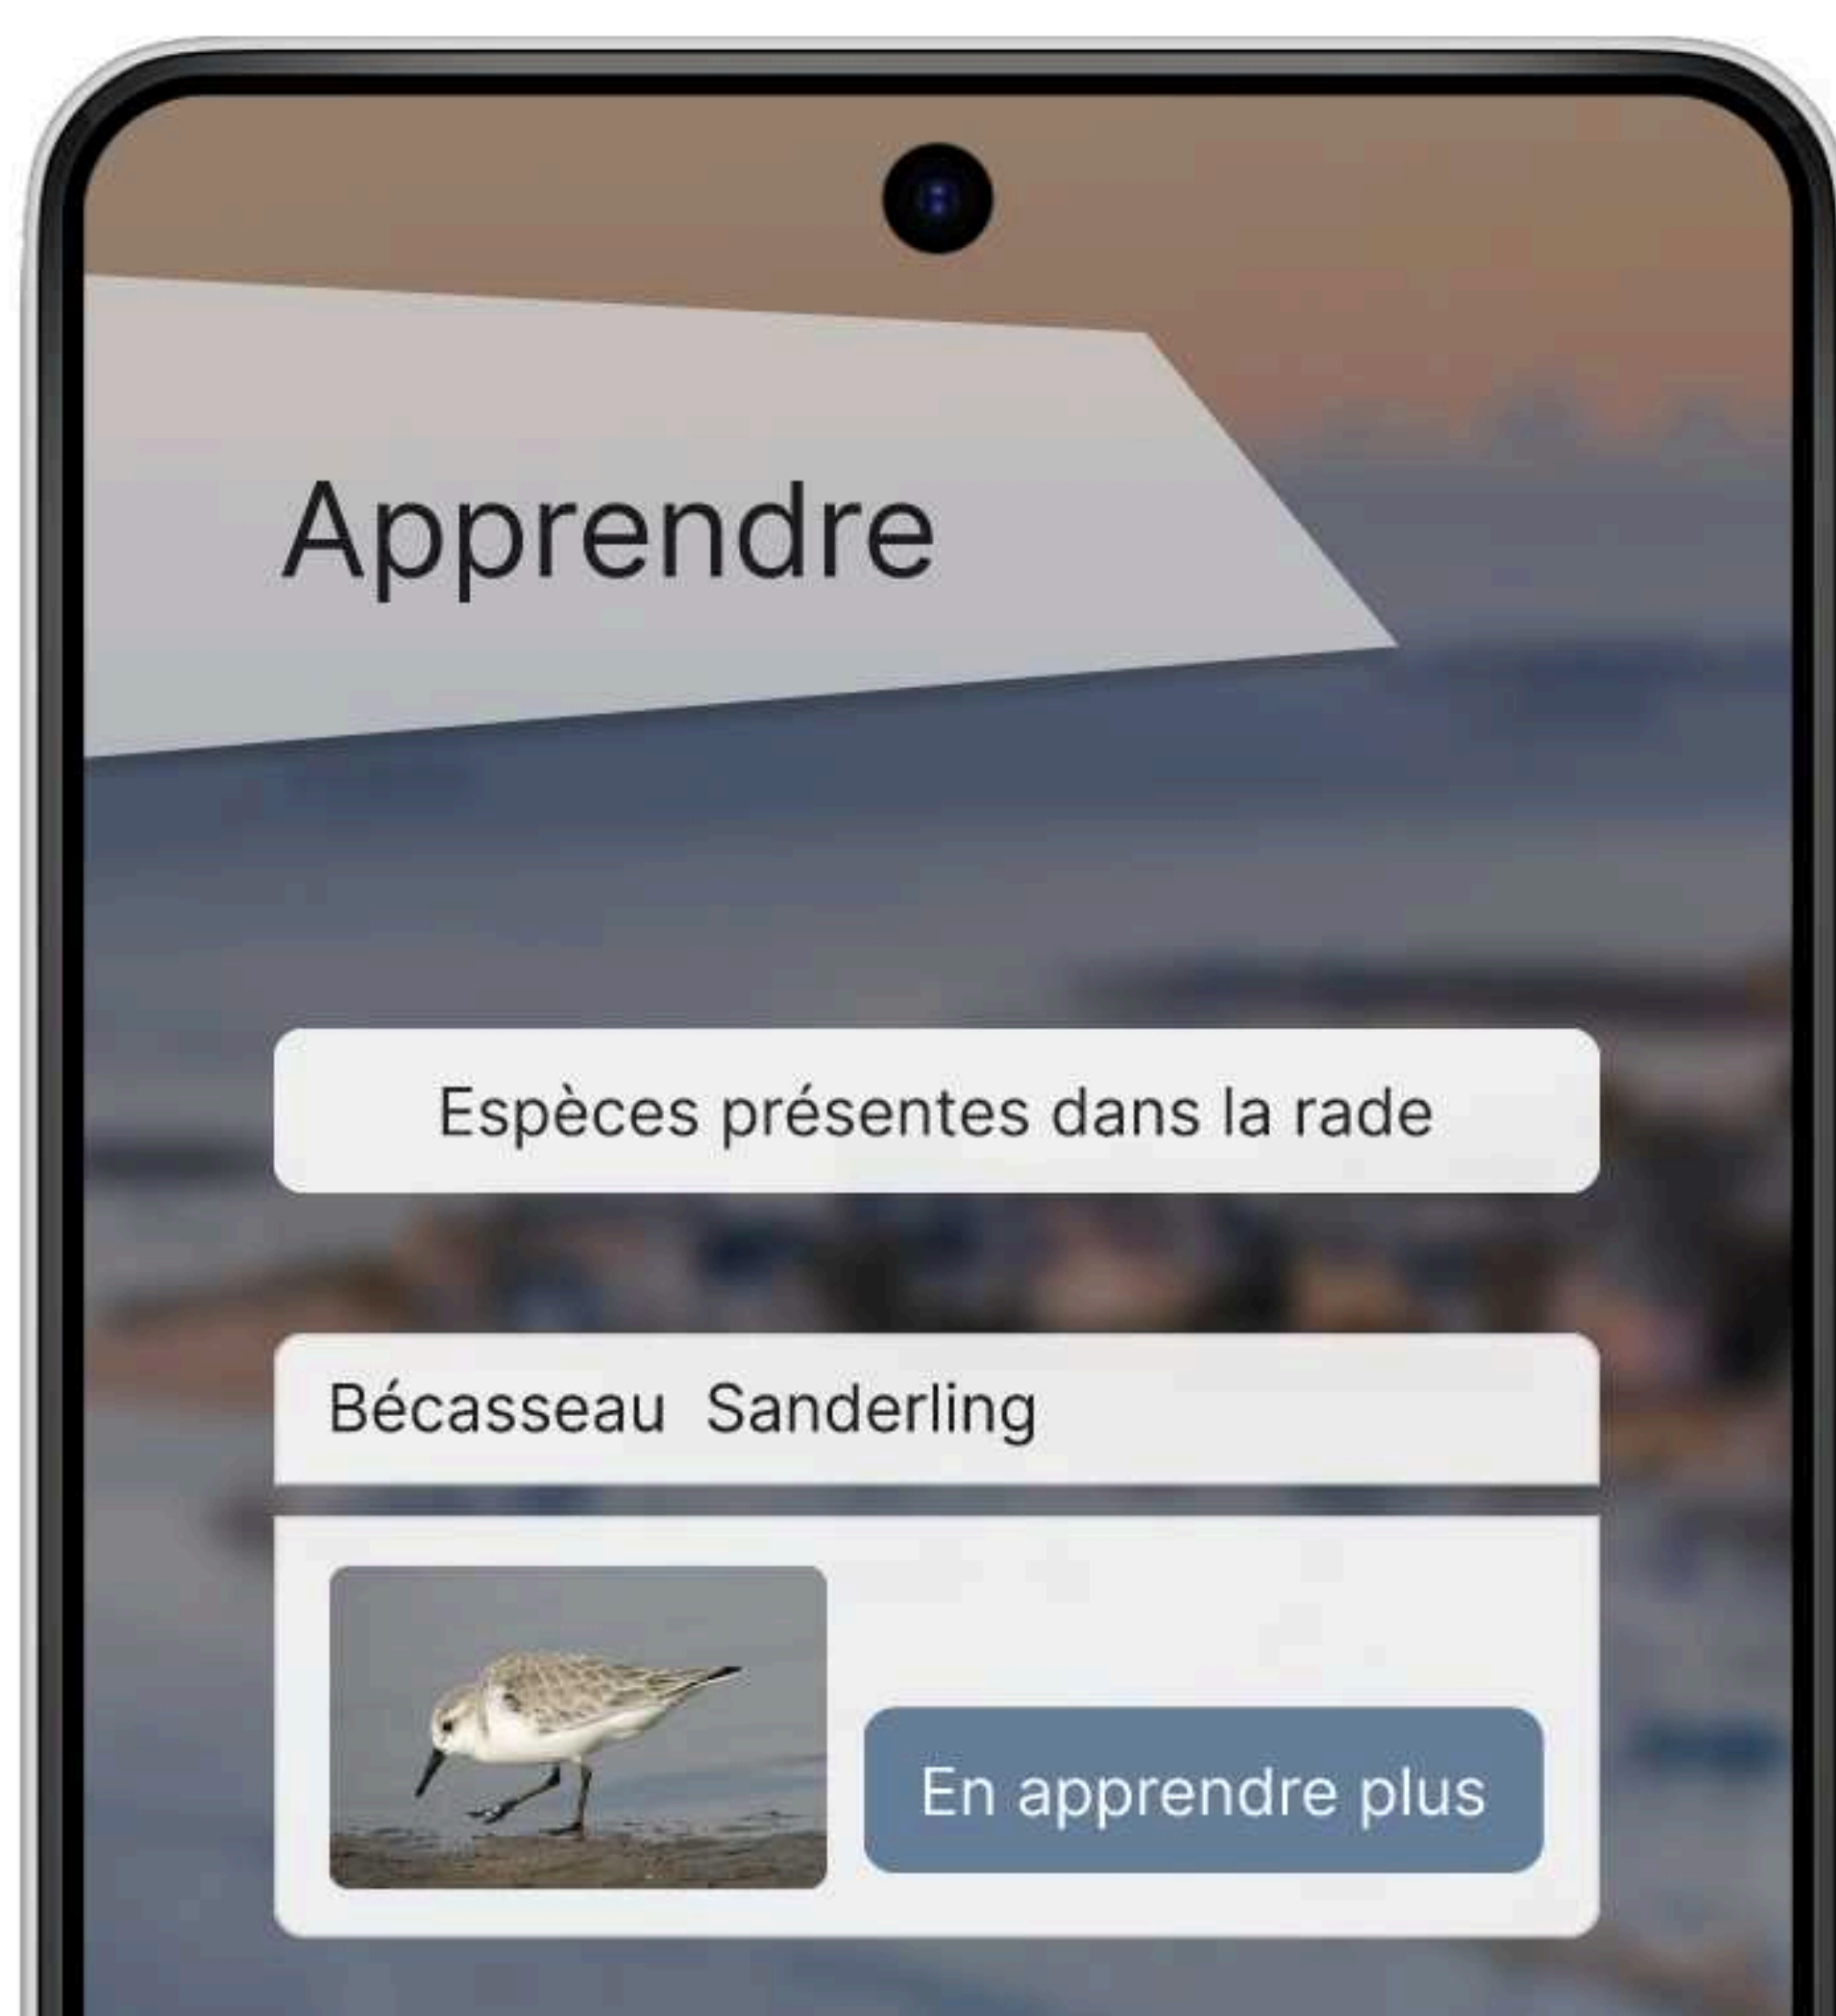 Apprendre
Espèces présentes dans la rade
Bécasseau Sanderling
En apprendre plus